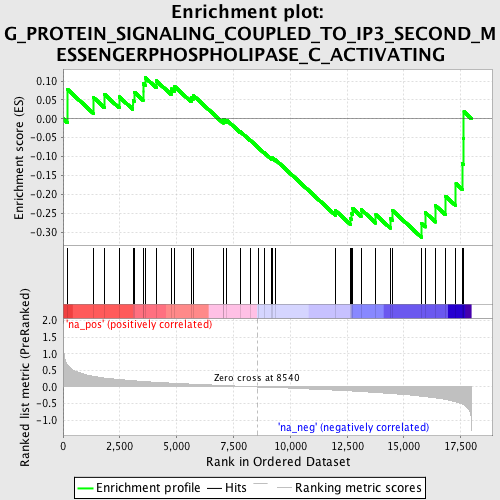 Enrichment plot:
G_PROTEIN_SIGNALING_COUPLED_TO_IP3_SECOND_M
ESSENGERPHOSPHOLIPASE_C_ACTIVATING
Enrichment score (ES)
0.10
0.05
0.00
-0.05
-0.10
-0.15
-0.20
-0.25
-0.30
'na_pos' (positively correlated)
Ranked list metric (PreRanked)
2.0
1.5
1.0
0.5
0.0
-0.5
-1.0
Zero cross at 8540
'na_neg' (negatively correlated)
0
2,500
5,000
7,500
10,000
12,500
15,000
17,500
Rank in Ordered Dataset
Enrichment profile
Hits
Ranking metric scores